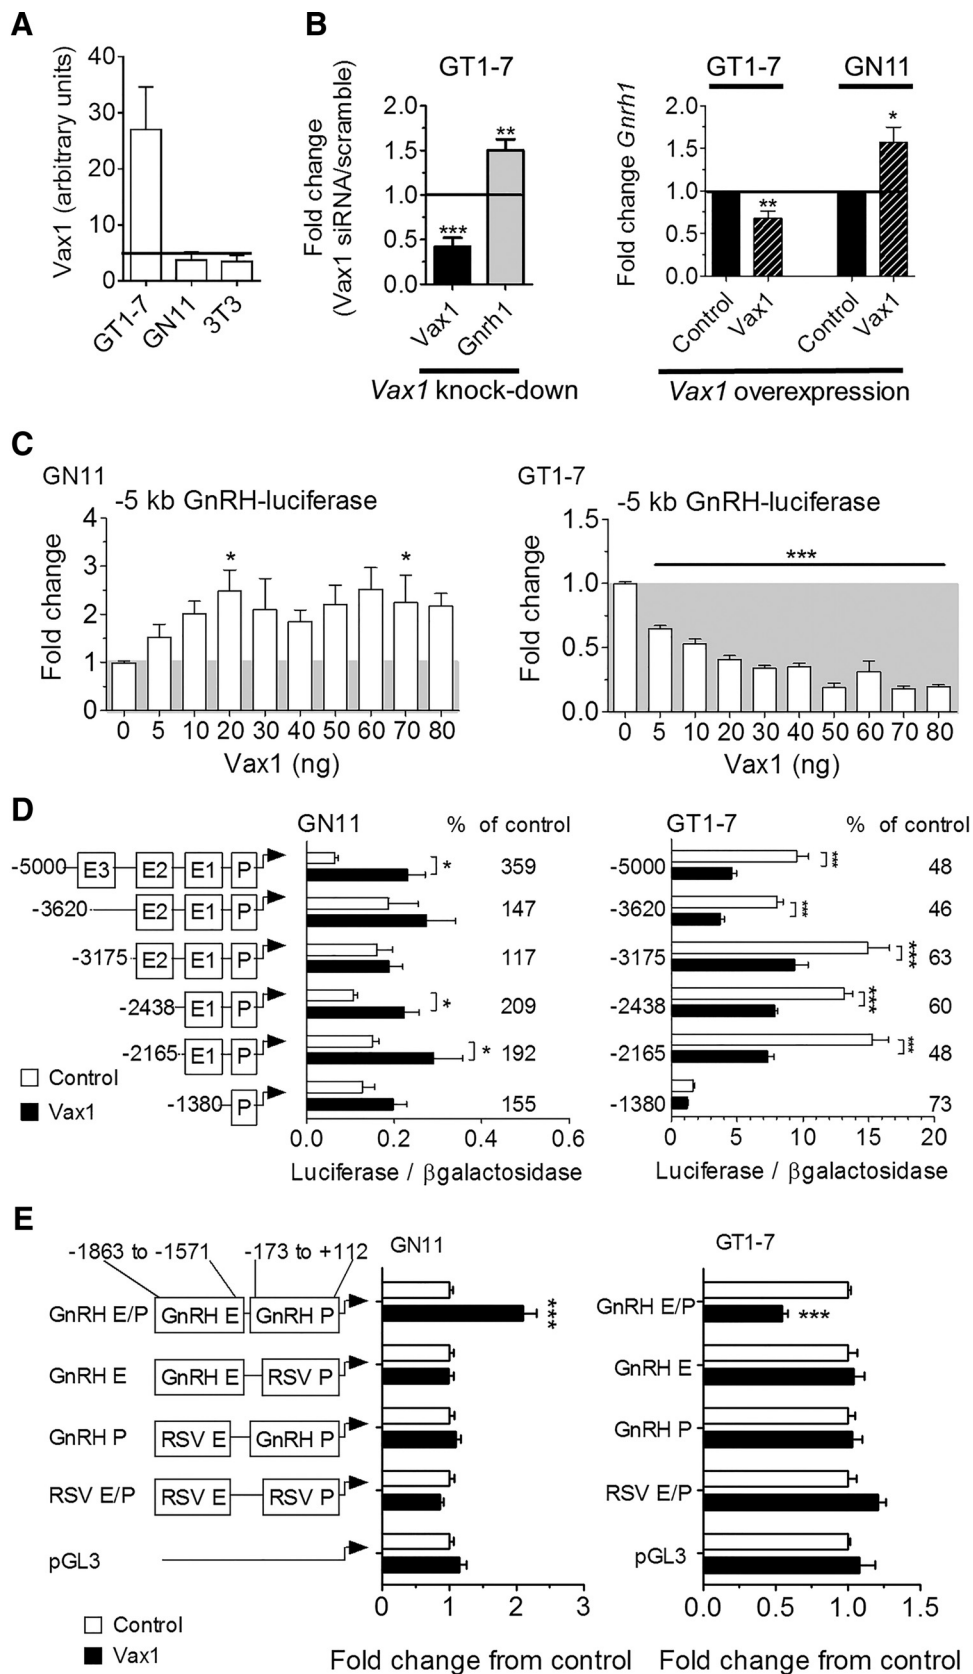 A
Vax1 (arbitrary units)
40
30
20
10
0
GT1-7
GN11
3T3
B
GT1-7
Fold change
(Vax1 siRNA/scramble)
2.0
1.5
1.0
0.5
0.0
***
**
Vax1
Gnrh1
Vax1 knock-down
GT1-7
GN11
Fold change Gnrh1
2.0
1.5
1.0
0.5
0.0
**
*
Control
Vax1
Control
Vax1
Vax1 overexpression
C
GN11
-5 kb GnRH-luciferase
Fold change
4
3
2
1
0
*
*
0 5 10 20 30 40 50 60 70 80
Vax1 (ng)
GT1-7
-5 kb GnRH-luciferase
Fold change
1.5
1.0
0.5
0.0
***
0 5 10 20 30 40 50 60 70 80
Vax1 (ng)
D
GN11
% of control
-5000 E3 E2 E1 P
* 359
-3620 E2 E1 P
147
-3175 E2 E1 P
117
-2438 E1 P
* 209
-2165 E1 P
* 192
-1380 P
155
Control
Vax1
0.0 0.2 0.4 0.6
Luciferase / βgalactosidase
GT1-7
% of control
-5000 *** 48
-3620 *** 46
-3175 **** 63
-2438 **** 60
-2165 *** 48
-1380 73
0 5 10 15 20
Luciferase / βgalactosidase
E
-1863 to -1571
-173 to +112
GN11
GnRH E/P GnRH E GnRH P
***
GnRH E GnRH E RSV P
GnRH P RSV E GnRH P
RSV E/P RSV E RSV P
pGL3
0 1 2 3
Fold change from control
Control
Vax1
GT1-7
GnRH E/P ***
GnRH E
GnRH P
RSV E/P
pGL3
0.0 0.5 1.0 1.5
Fold change from control